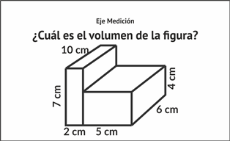 Eje Medición
¿Cuál es el volumen de la figura?
10 cm
7 cm
4 cm
6 cm
2 cm 5 cm